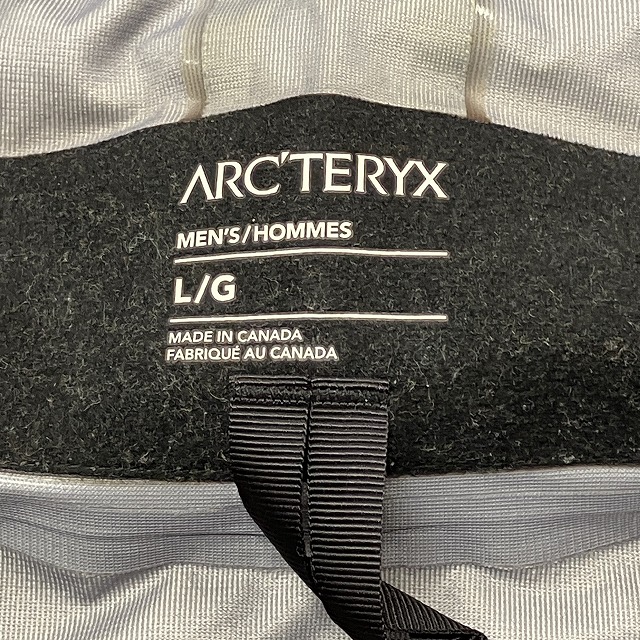 ARC'TERYX
MEN'S/HOMMES
L/G
MADE IN CANADA
FABRIQUÉ AU CANADA